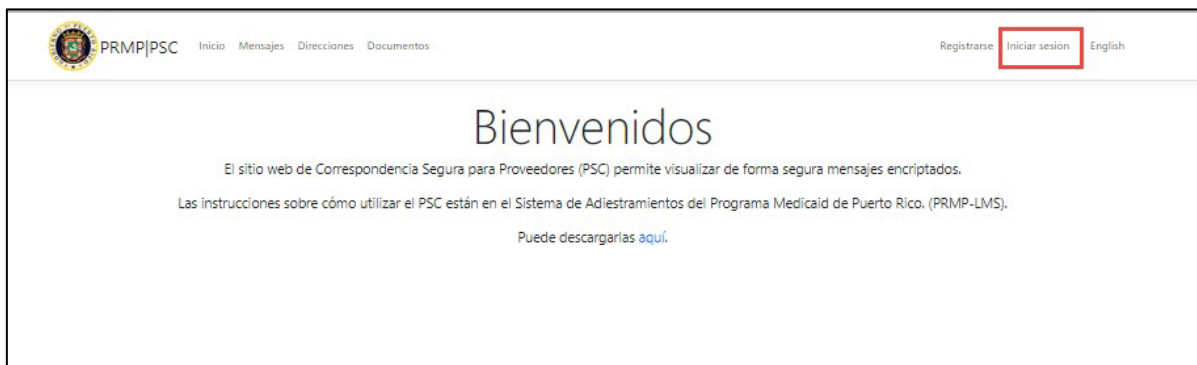 PRMP|PSC Inicio Mensajes Direcciones Documentos Registrarse Iniciar sesión English
Bienvenidos
El sitio web de Correspondencia Segura para Proveedores (PSC) permite visualizar de forma segura mensajes encriptados.
Las instrucciones sobre cómo utilizar el PSC están en el Sistema de Adiestramientos del Programa Medicaid de Puerto Rico. (PRMP-LMS).
Puede descargarlas aquí.